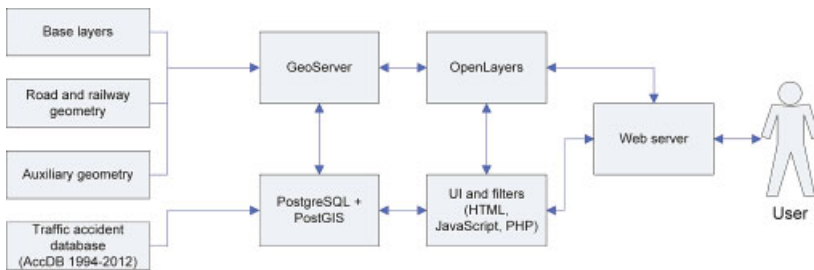 Base layers
Road and railway
geometry
Auxiliary geometry
Traffic accident
database
(AccDB 1994-2012)
GeoServer
PostgreSQL +
PostGIS
OpenLayers
UI and filters
(HTML,
JavaScript, PHP)
Web server
User